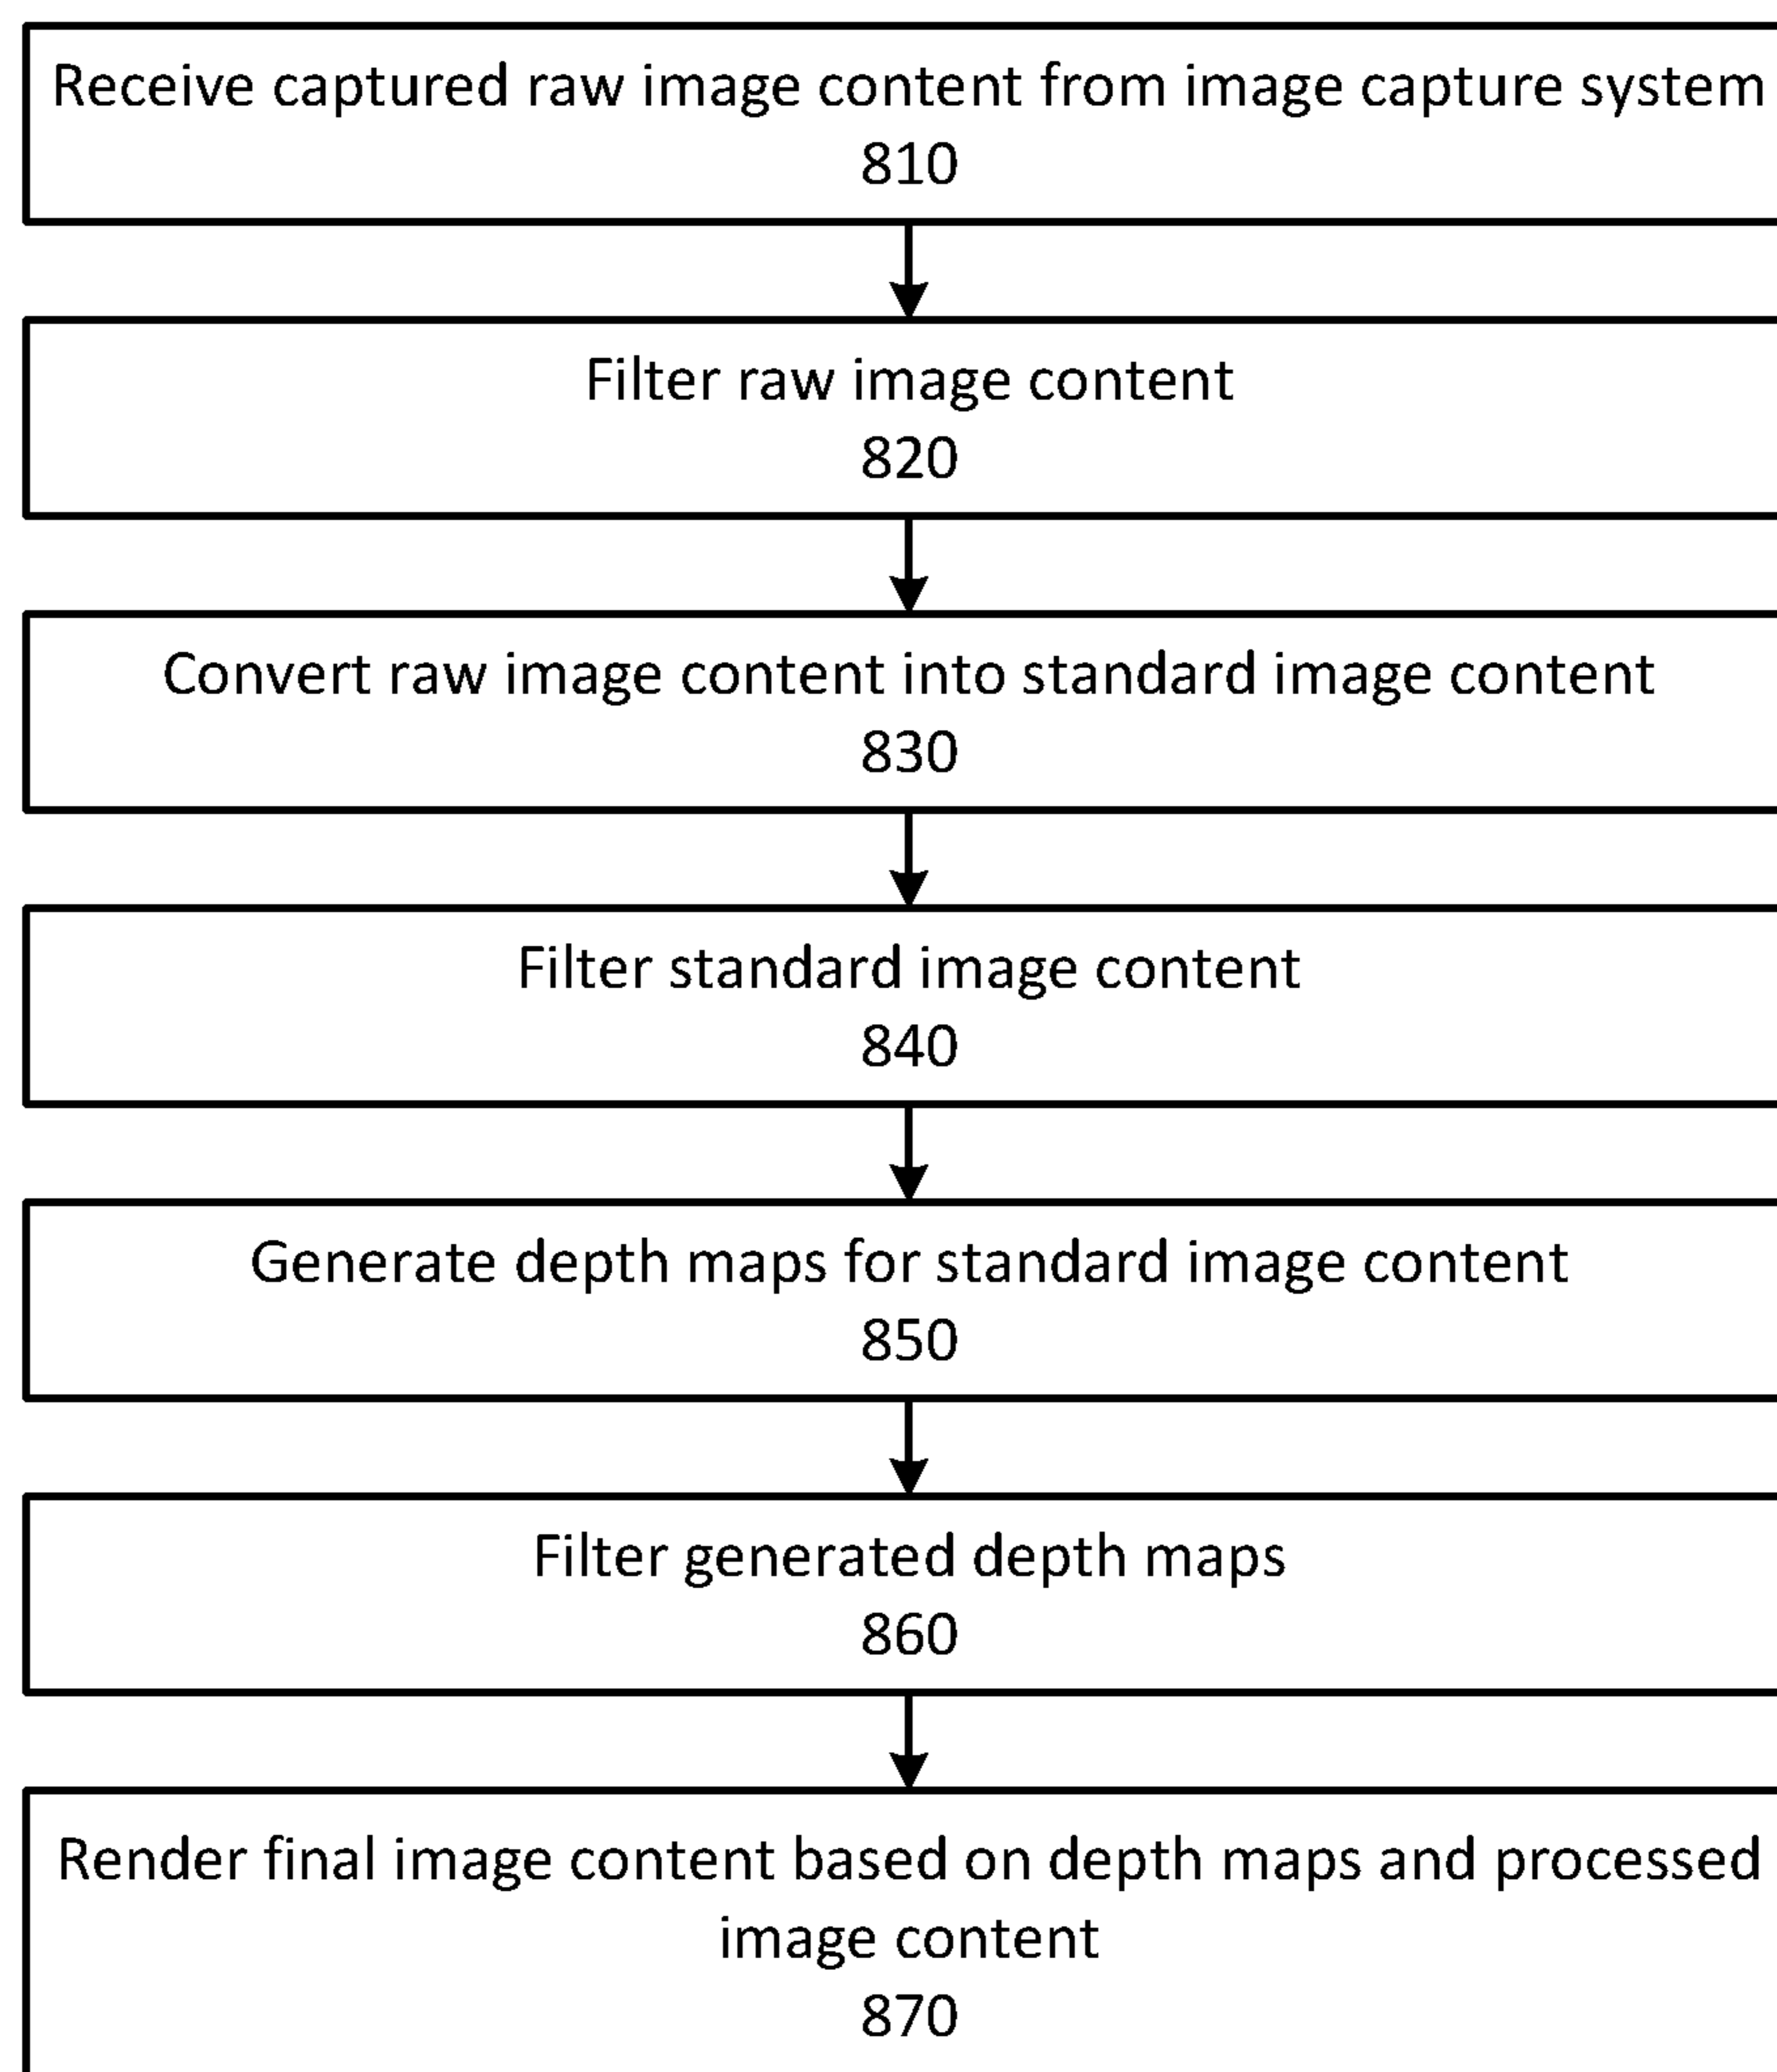 Receive captured raw image content from image capture system
810
Filter raw image content
820
Convert raw image content into standard image content
830
Filter standard image content
840
Generate depth maps for standard image content
850
Filter generated depth maps
860
Render final image content based on depth maps and processed
image content
870